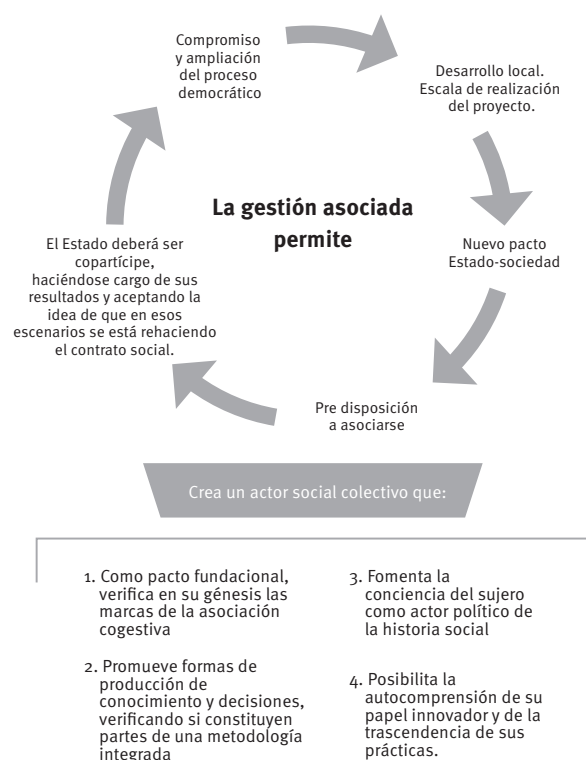 Compromiso
y ampliación
del proceso
democrático
Desarrollo local.
Escala de realización
del proyecto.
La gestión asociada
permite
Nuevo pacto
Estado-sociedad
Pre disposición
a asociarse
El Estado deberá ser
copartícipe,
haciéndose cargo de sus
resultados y aceptando la
idea de que en esos
escenarios se está rehaciendo
el contrato social.
Crea un actor social colectivo que:
1. Como pacto fundacional,
verifica en su génesis las
marcas de la asociación
cogestiva
2. Promueve formas de
producción de
conocimiento y decisiones,
verificando si constituyen
partes de una metodología
integrada
3. Fomenta la
conciencia del sujero
como actor político de
la historia social
4. Posibilita la
autocomprensión de su
papel innovador y de la
trascendencia de sus
prácticas.